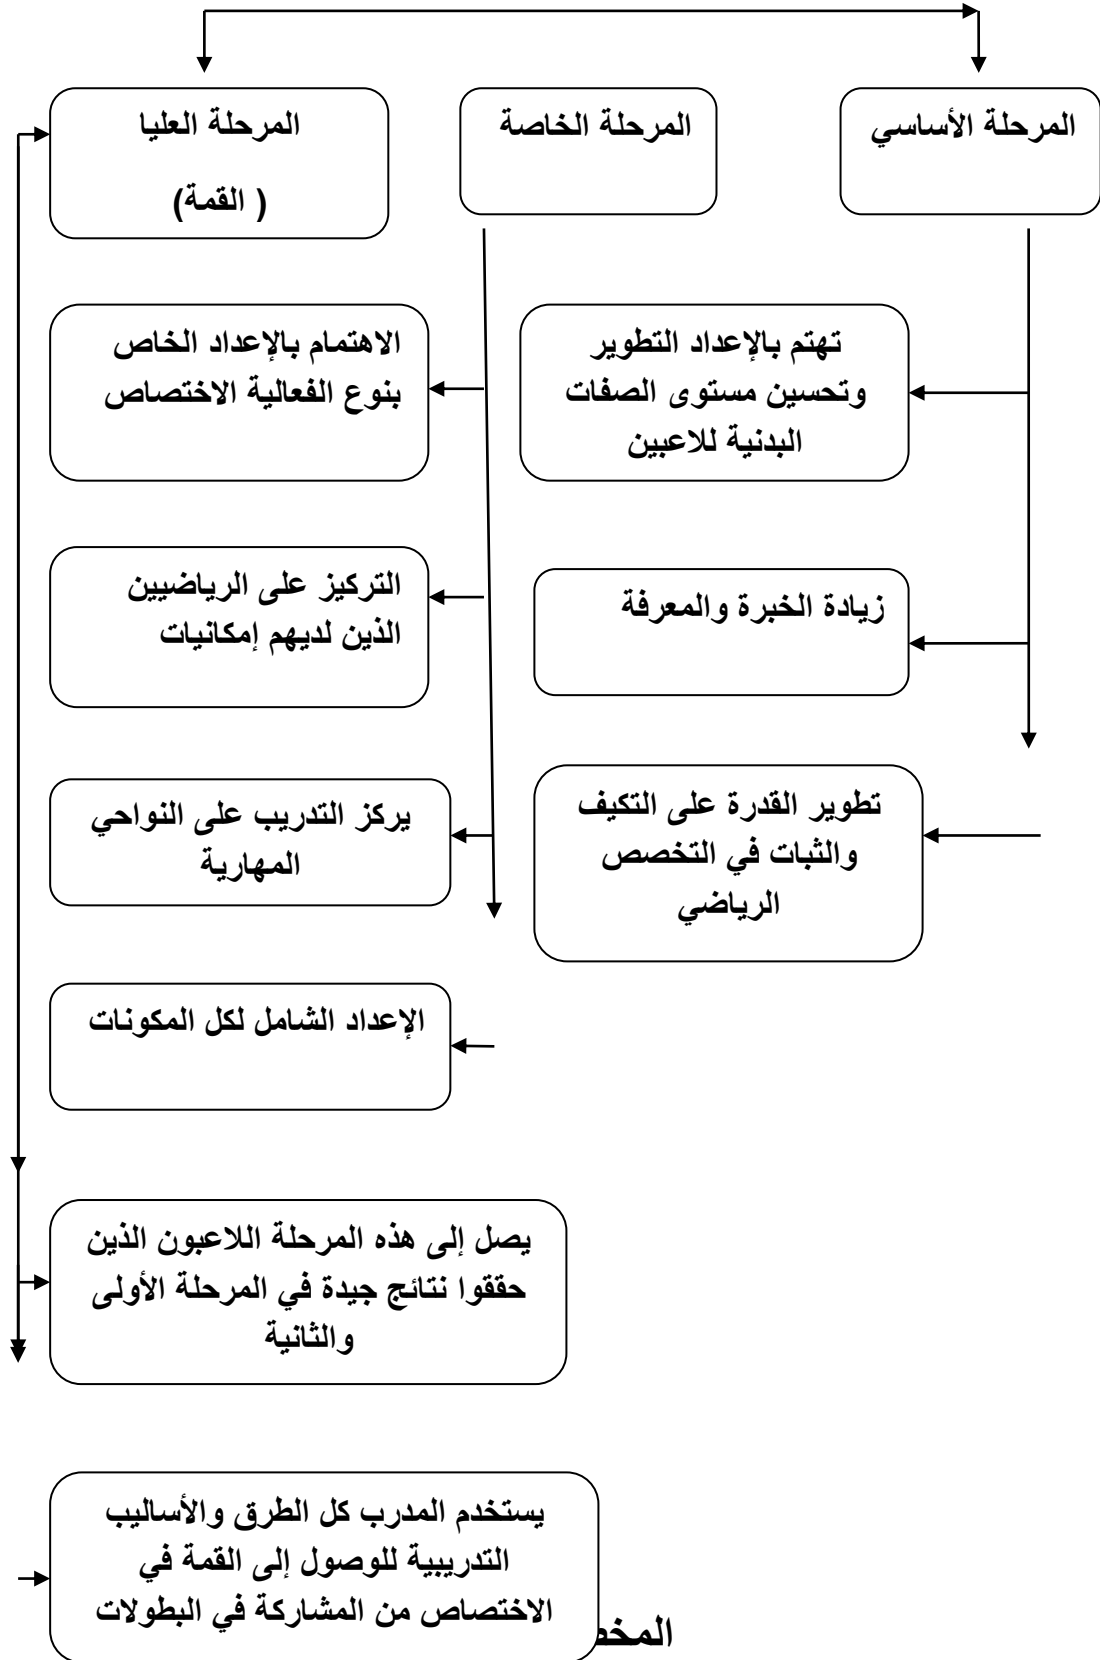 المرحلة الأساسي
المرحلة الخاصة
المرحلة العليا
( القمة)
تهتم بالإعداد التطوير
وتحسين مستوى الصفات
البدنية للاعبين
الاهتمام بالإعداد الخاص
بنوع الفعالية الاختصاص
زيادة الخبرة والمعرفة
التركيز على الرياضيين
الذين لديهم إمكانيات
تطوير القدرة على التكيف
والثبات في التخصص
الرياضي
يركز التدريب على النواحي
المهارية
الإعداد الشامل لكل المكونات
يصل إلى هذه المرحلة اللاعبون الذين
حققوا نتائج جيدة في المرحلة الأولى
والثانية
يستخدم المدرب كل الطرق والأساليب
التدريبية للوصول إلى القمة في
الاختصاص من المشاركة في البطولات